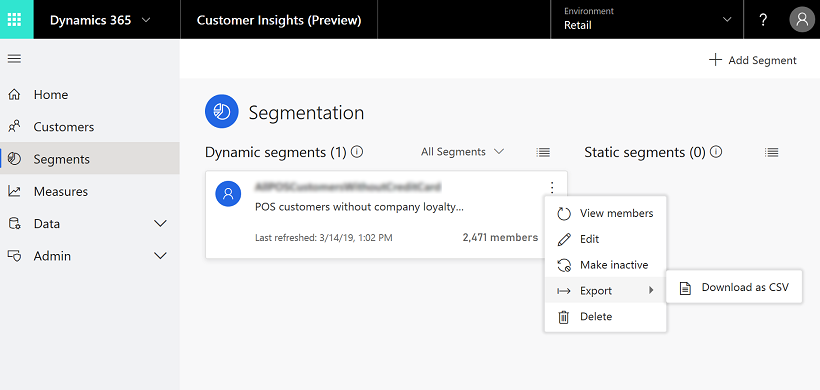 Dynamics 365
Customer Insights (Preview)
Environment
Retail
?
Add Segment
Home
Customers
Segments
Measures
Data
Admin
Segmentation
Dynamic segments (1)
All Segments
Static segments (0)
POS customers without company loyalty...
Last refreshed: 3/14/19, 1:02 PM
2,471 members
View members
Edit
Make inactive
Export
Download as CSV
Delete